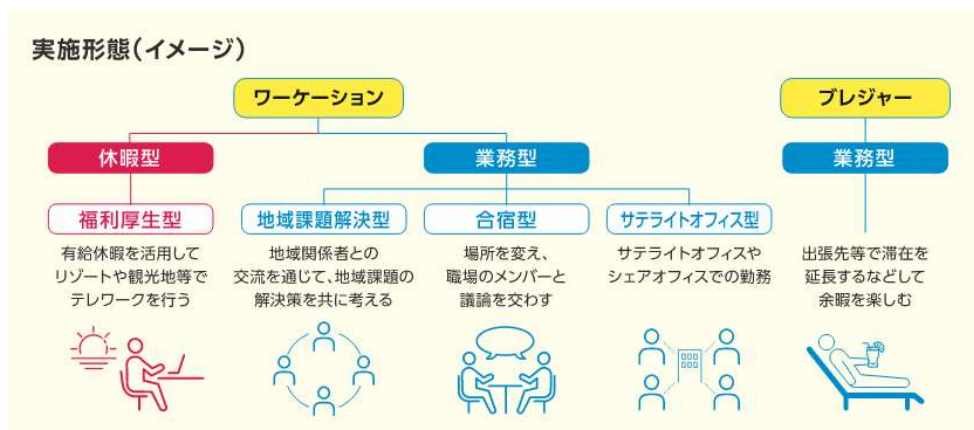 実施形態（イメージ）
ワーケーション
ブレジャー
休暇型
業務型
業務型
福利厚生型
地域課題解決型
合宿型
サテライトオフィス型
有給休暇を活用して
リゾートや観光地等で
テレワークを行う
地域関係者との
交流を通じて、地域課題の
解決策を共に考える
場所を変え、
職場のメンバーと
議論を交わす
サテライトオフィスや
シェアオフィスでの勤務
出張先等で滞在を
延長するなどして
余暇を楽しむ